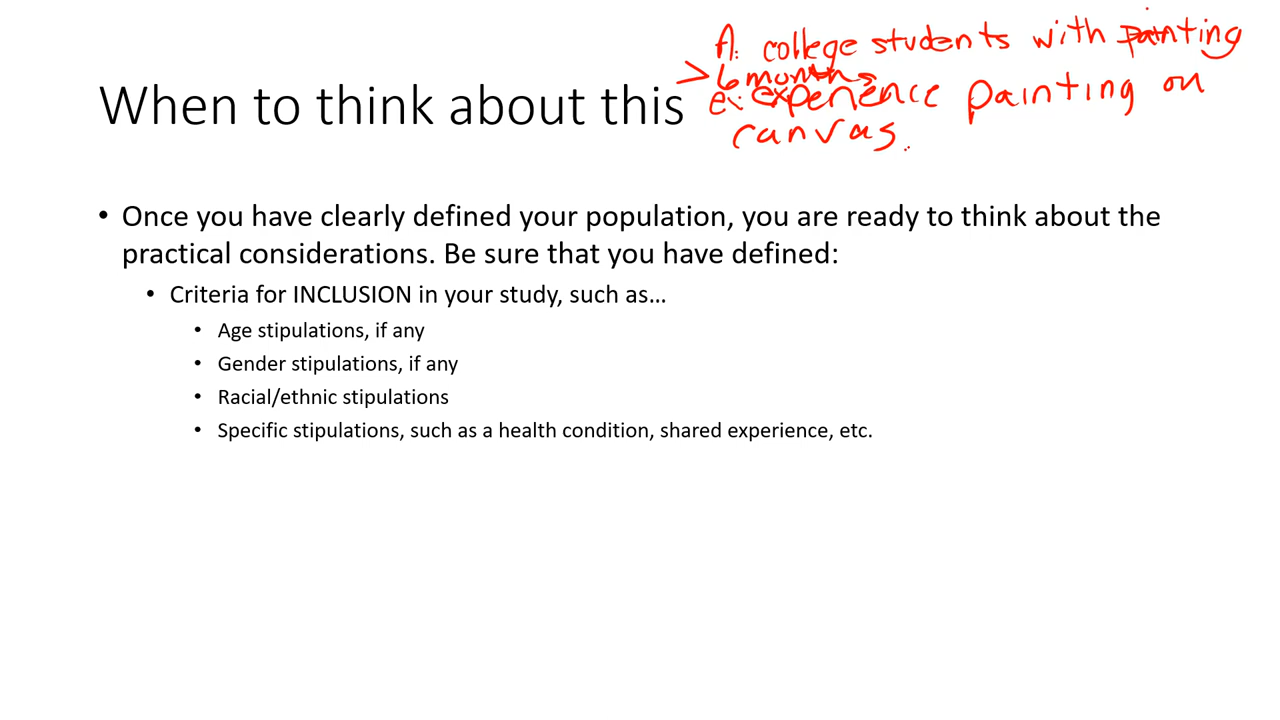 A: college students with painting
> 6 months
e: experience painting on
canvas.
When to think about this
• Once you have clearly defined your population, you are ready to think about the
practical considerations. Be sure that you have defined:
• Criteria for INCLUSION in your study, such as…
• Age stipulations, if any
• Gender stipulations, if any
• Racial/ethnic stipulations
• Specific stipulations, such as a health condition, shared experience, etc.